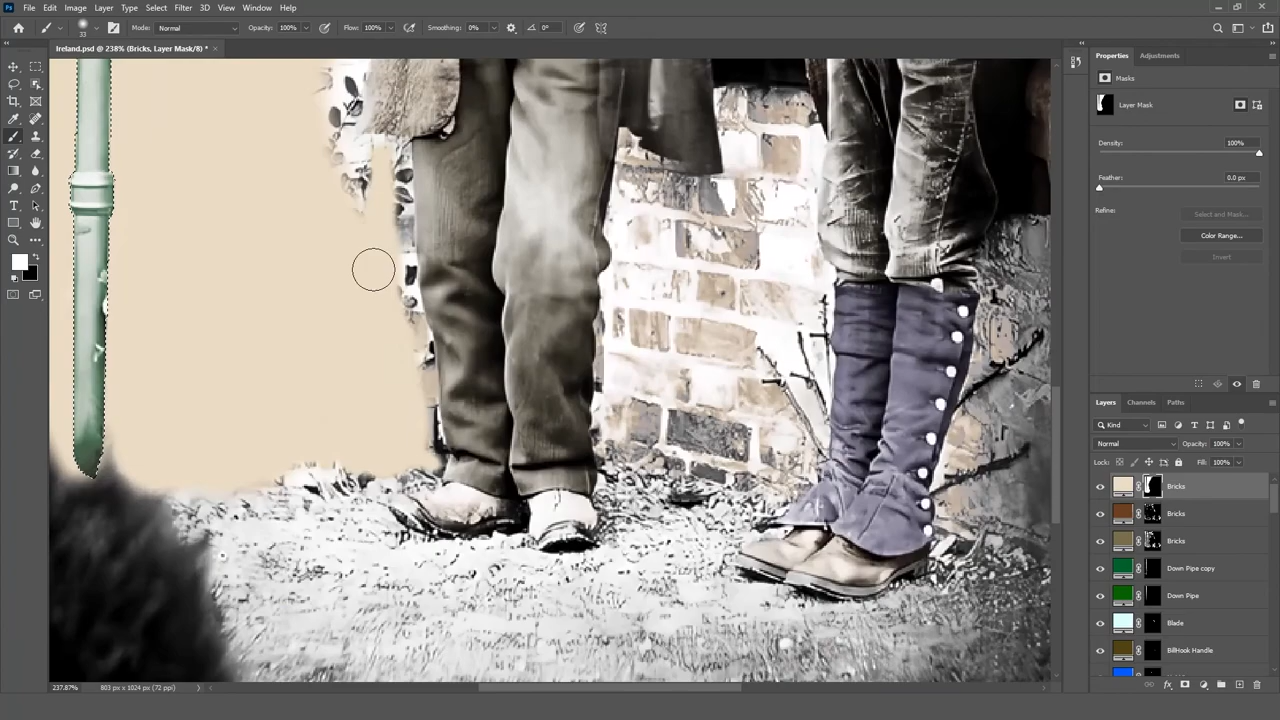 Ps File Edit Image Layer Type Select Filter 3D View Window Help
33 Mode: Normal Opacity: 100% Flow: 100% Smoothing: 0% 0°
Ireland.psd @ 238% (Bricks, Layer Mask/8) * ×
Properties Adjustments
Masks
Layer Mask
Density: 100%
Feather: 0.0 px
Refine: Select and Mask...
Color Range...
Invert
Layers Channels Paths
Kind
Normal Opacity: 100%
Lock: Fill: 100%
Bricks
Bricks
Bricks
Down Pipe copy
Down Pipe
Blade
BillHook Handle
237.87% 803 px x 1024 px (72 ppi)